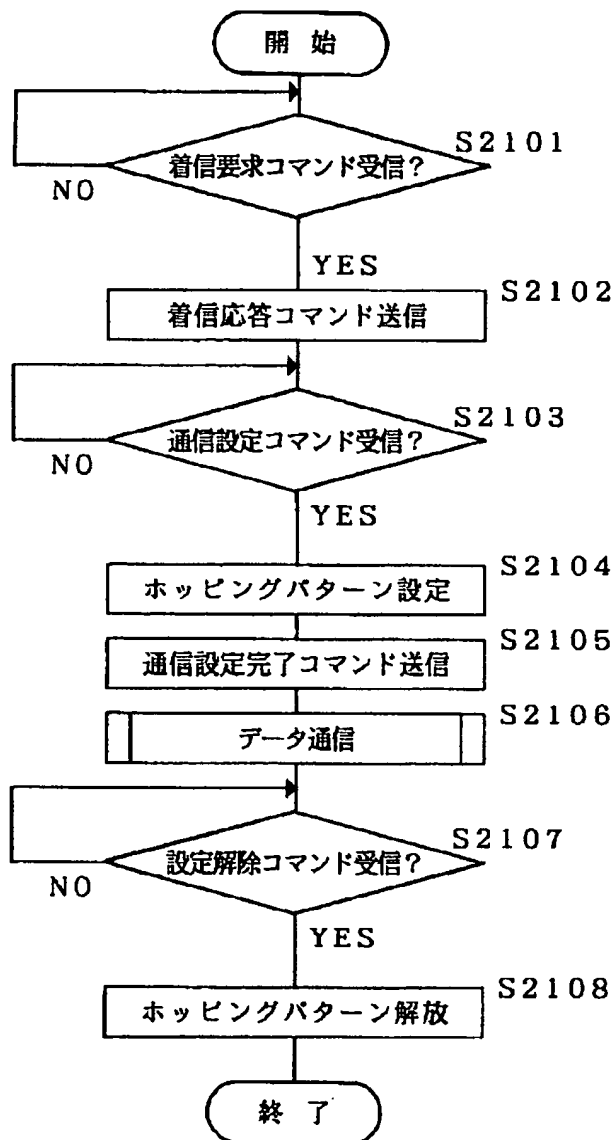 開始
着信要求コマンド受信?
S2101
NO
YES
着信応答コマンド送信
S2102
通信設定コマンド受信?
S2103
NO
YES
ホッピングパターン設定
S2104
通信設定完了コマンド送信
S2105
データ通信
S2106
設定解除コマンド受信?
S2107
NO
YES
ホッピングパターン解放
S2108
終了